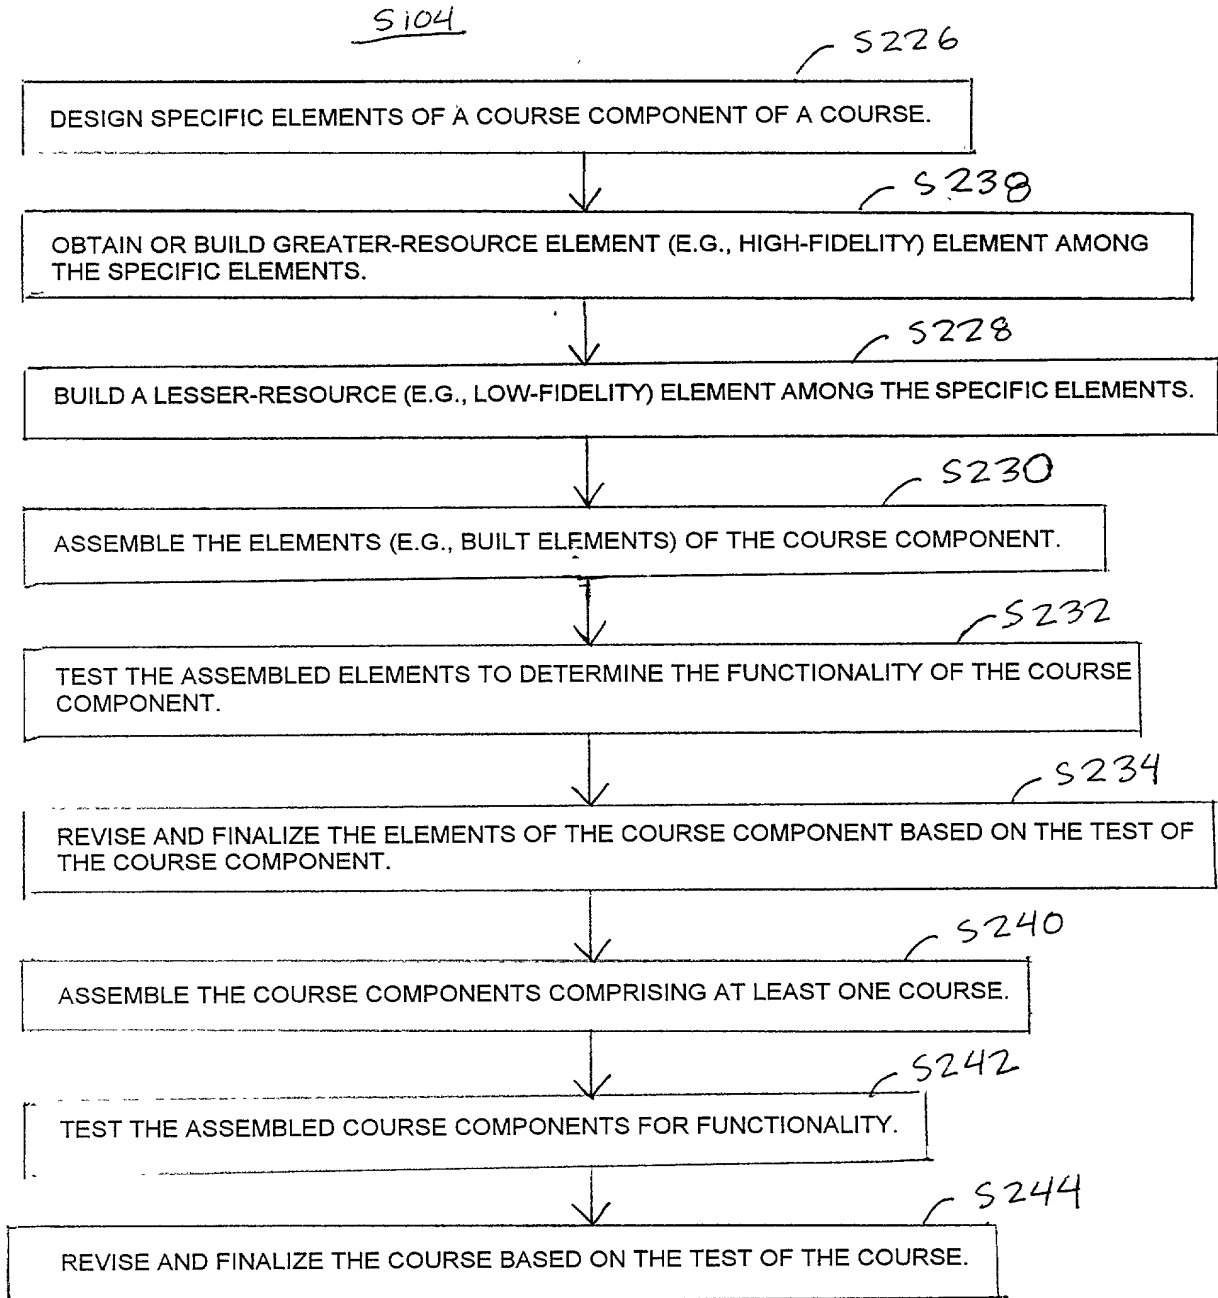 S104
S226
DESIGN SPECIFIC ELEMENTS OF A COURSE COMPONENT OF A COURSE.
S238
OBTAIN OR BUILD GREATER-RESOURCE ELEMENT (E.G., HIGH-FIDELITY) ELEMENT AMONG
THE SPECIFIC ELEMENTS.
S228
BUILD A LESSER-RESOURCE (E.G., LOW-FIDELITY) ELEMENT AMONG THE SPECIFIC ELEMENTS.
S230
ASSEMBLE THE ELEMENTS (E.G., BUILT ELEMENTS) OF THE COURSE COMPONENT.
S232
TEST THE ASSEMBLED ELEMENTS TO DETERMINE THE FUNCTIONALITY OF THE COURSE
COMPONENT.
S234
REVISE AND FINALIZE THE ELEMENTS OF THE COURSE COMPONENT BASED ON THE TEST OF
THE COURSE COMPONENT.
S240
ASSEMBLE THE COURSE COMPONENTS COMPRISING AT LEAST ONE COURSE.
S242
TEST THE ASSEMBLED COURSE COMPONENTS FOR FUNCTIONALITY.
S244
REVISE AND FINALIZE THE COURSE BASED ON THE TEST OF THE COURSE.